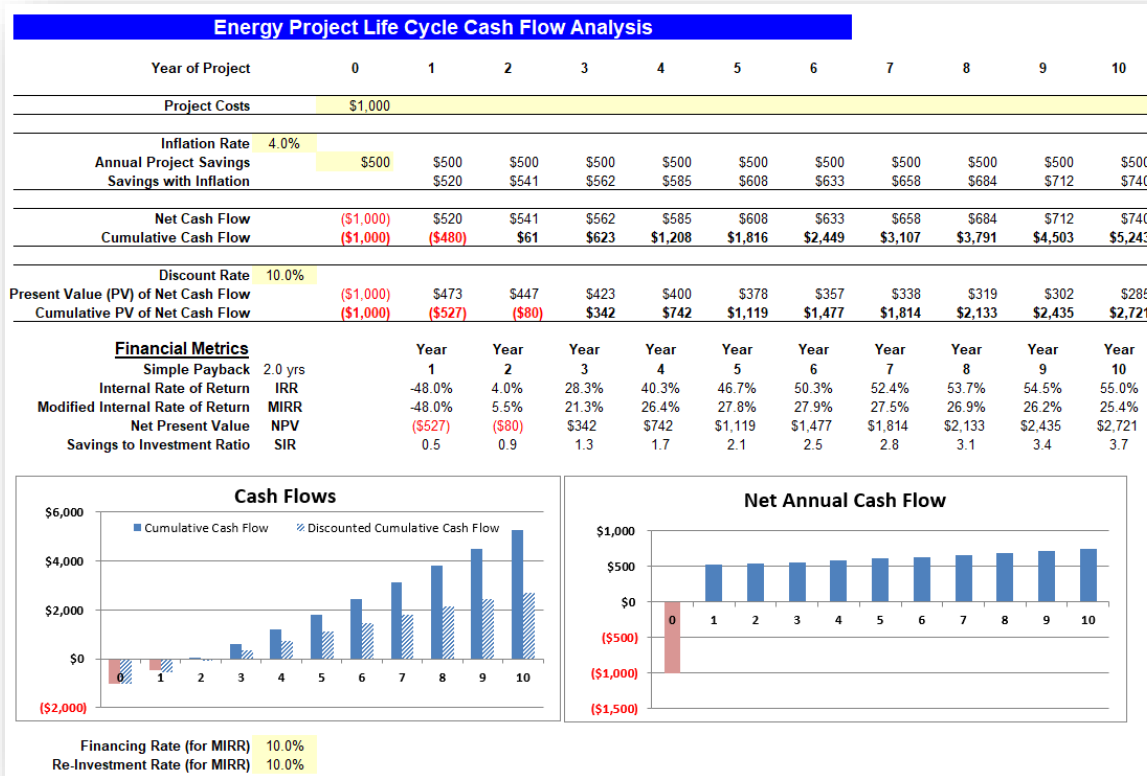 Energy Project Life Cycle Cash Flow Analysis
Year of Project 0 1 2 3 4 5 6 7 8 9 10
Project Costs $1,000
Inflation Rate 4.0%
Annual Project Savings $500 $500 $500 $500 $500 $500 $500 $500 $500 $500 $500
Savings with Inflation $520 $541 $562 $585 $608 $633 $658 $684 $712 $740
Net Cash Flow ($1,000) $520 $541 $562 $585 $608 $633 $658 $684 $712 $740
Cumulative Cash Flow ($1,000) ($480) $61 $623 $1,208 $1,816 $2,449 $3,107 $3,791 $4,503 $5,243
Discount Rate 10.0%
Present Value (PV) of Net Cash Flow ($1,000) $473 $447 $423 $400 $378 $357 $338 $319 $302 $285
Cumulative PV of Net Cash Flow ($1,000) ($527) ($80) $342 $742 $1,119 $1,477 $1,814 $2,133 $2,435 $2,721
Financial Metrics Year Year Year Year Year Year Year Year Year Year
Simple Payback 2.0 yrs 1 2 3 4 5 6 7 8 9 10
Internal Rate of Return IRR -48.0% 4.0% 28.3% 40.3% 46.7% 50.3% 52.4% 53.7% 54.5% 55.0%
Modified Internal Rate of Return MIRR -48.0% 5.5% 21.3% 26.4% 27.8% 27.9% 27.5% 26.9% 26.2% 25.4%
Net Present Value NPV ($527) ($80) $342 $742 $1,119 $1,477 $1,814 $2,133 $2,435 $2,721
Savings to Investment Ratio SIR 0.5 0.9 1.3 1.7 2.1 2.5 2.8 3.1 3.4 3.7
Cash Flows
Cumulative Cash Flow Discounted Cumulative Cash Flow
$6,000
$4,000
$2,000
$0
0 1 2 3 4 5 6 7 8 9 10
($2,000)
Net Annual Cash Flow
$1,000
$500
$0
0 1 2 3 4 5 6 7 8 9 10
($500)
($1,000)
($1,500)
Financing Rate (for MIRR) 10.0%
Re-Investment Rate (for MIRR) 10.0%